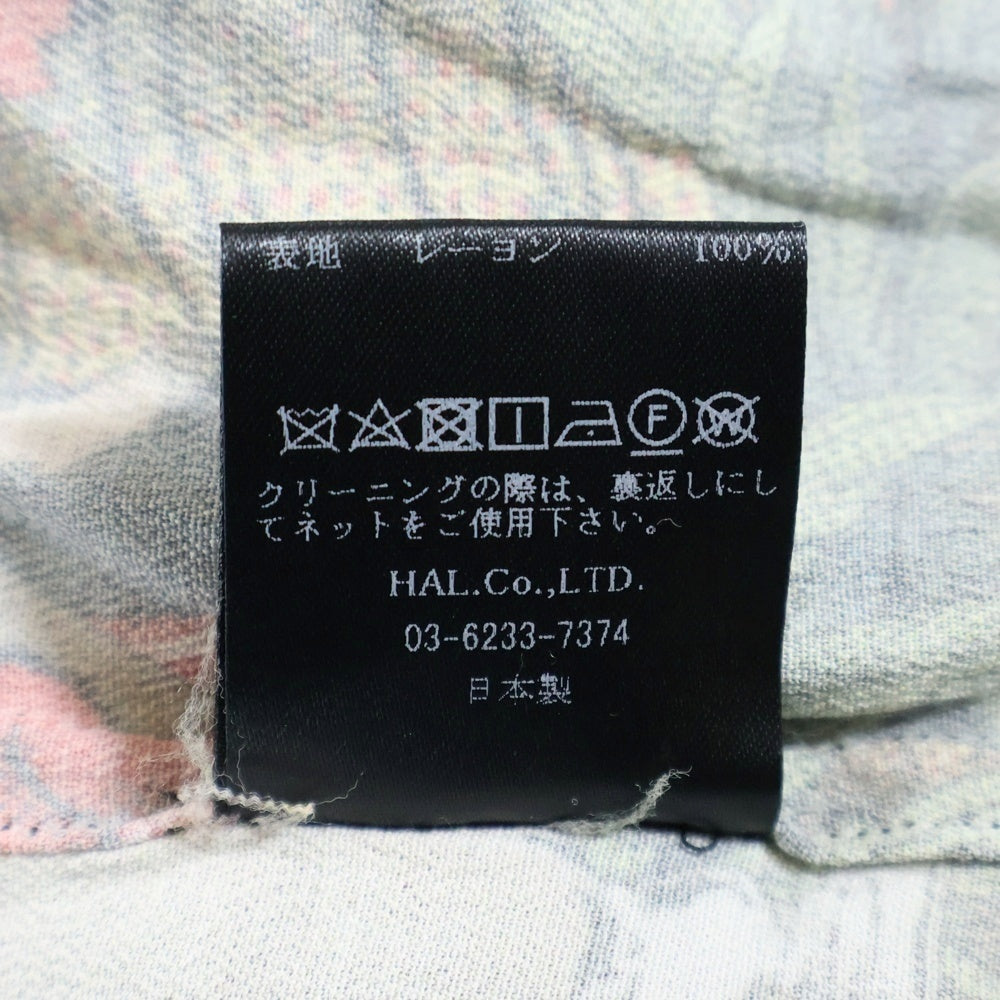 表地 レーヨン 100%
F W
クリーニングの際は、裏返しにし
てネットをご使用下さい。
HAL.Co.,LTD.
03-6233-7374
日本製